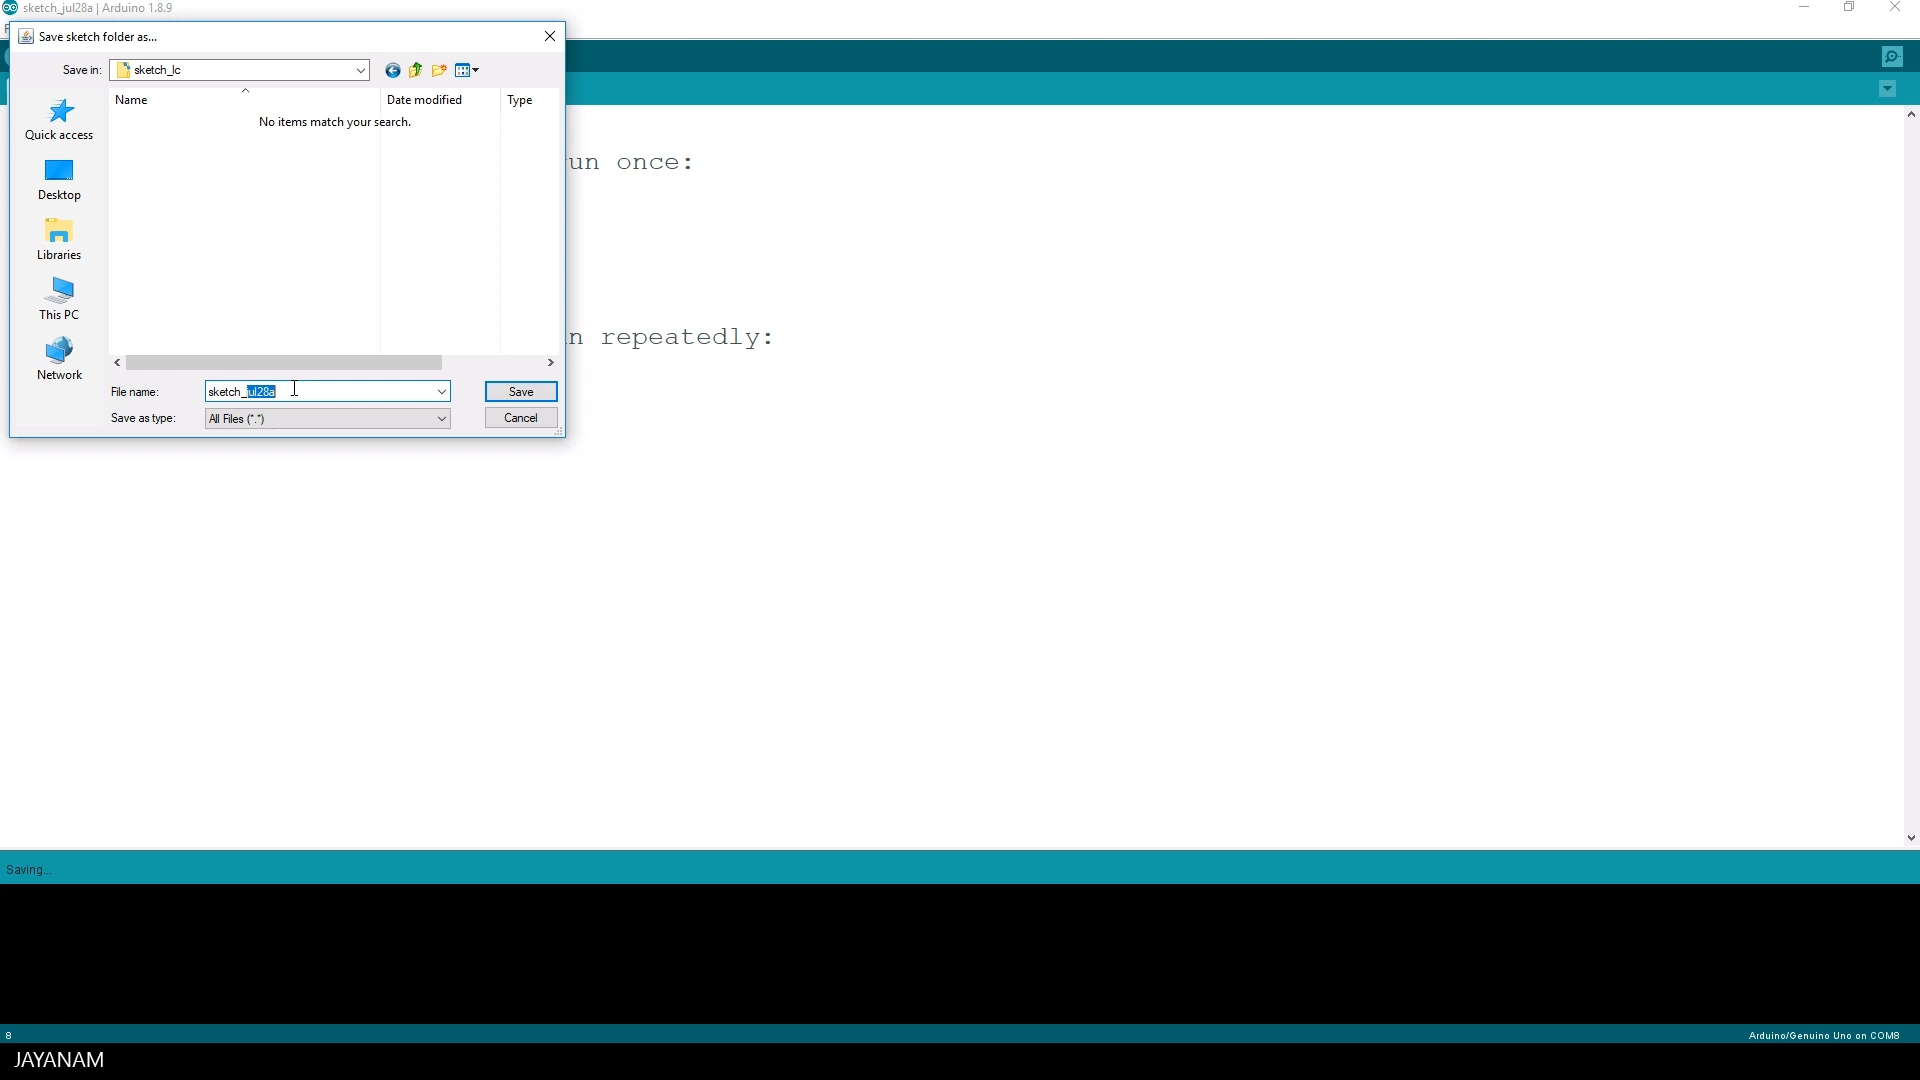 sketch_jul28a | Arduino 1.8.9
Save sketch folder as...
Save in: sketch_lc
Name Date modified Type
No items match your search.
Quick access
Desktop
Libraries
This PC
Network
un once:
n repeatedly:
File name: sketch_jul28a Save
Save as type: All Files (*.*) Cancel
Saving...
8 Arduino/Genuino Uno on COM8
JAYANAM